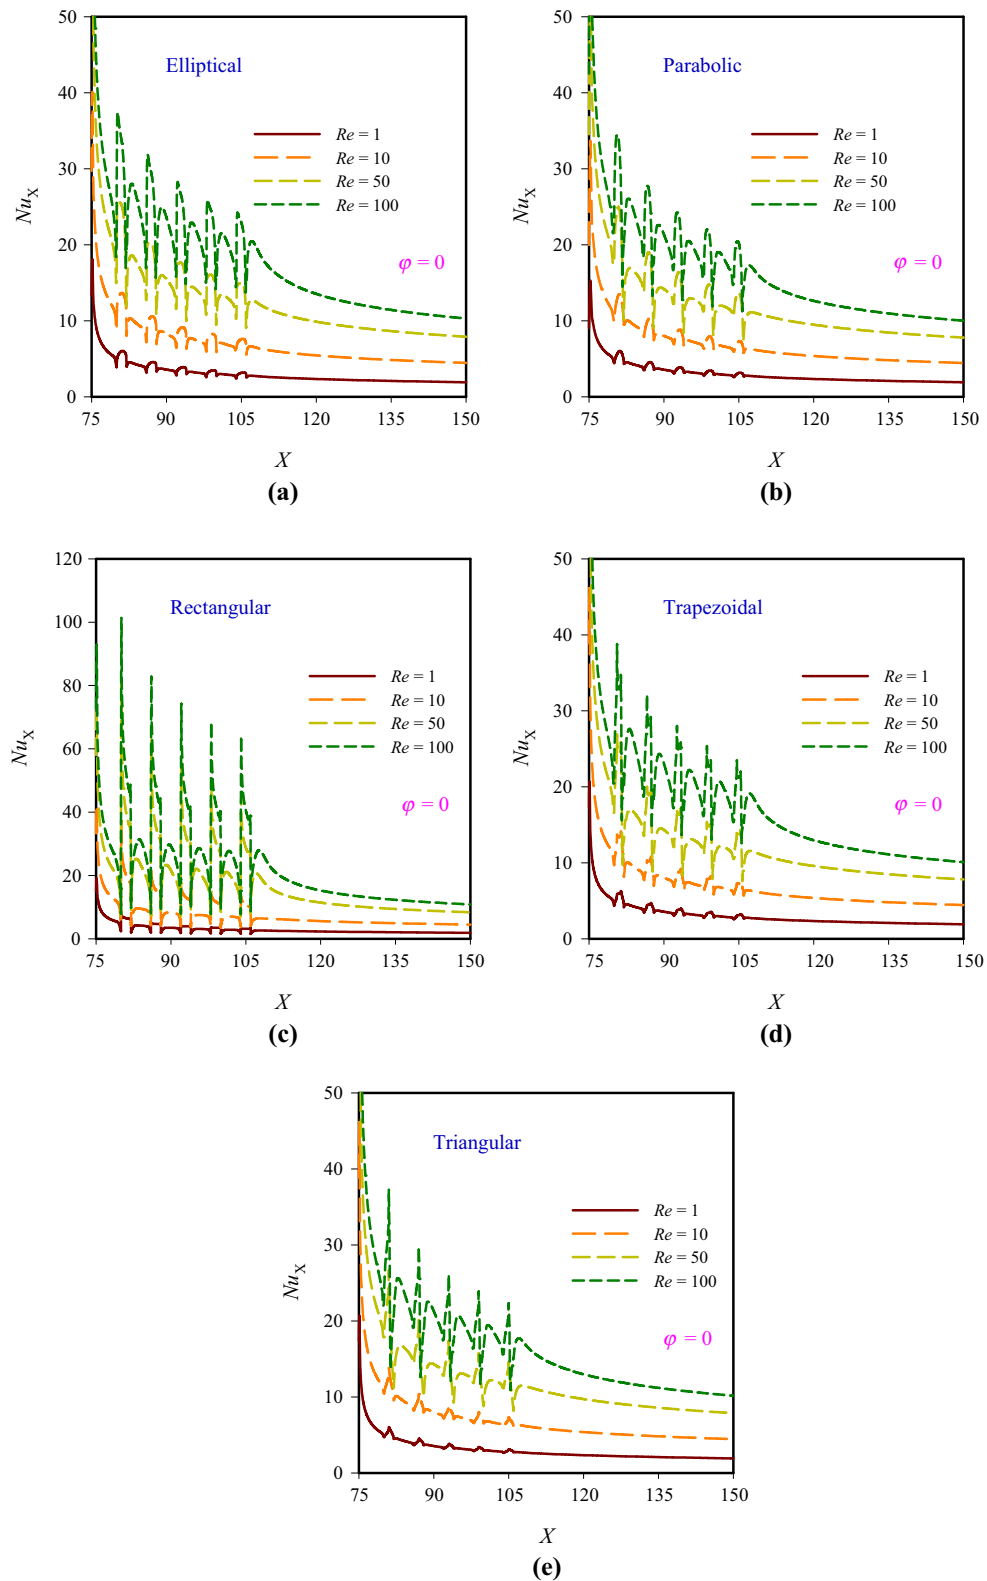 50
40
30
20
10
0
Nu_X
Elliptical
Re = 1
Re = 10
Re = 50
Re = 100
φ = 0
75 90 105 120 135 150
X
(a)
50
40
30
20
10
0
Nu_X
Parabolic
Re = 1
Re = 10
Re = 50
Re = 100
φ = 0
75 90 105 120 135 150
X
(b)
120
100
80
60
40
20
0
Nu_X
Rectangular
Re = 1
Re = 10
Re = 50
Re = 100
φ = 0
75 90 105 120 135 150
X
(c)
50
40
30
20
10
0
Nu_X
Trapezoidal
Re = 1
Re = 10
Re = 50
Re = 100
φ = 0
75 90 105 120 135 150
X
(d)
50
40
30
20
10
0
Nu_X
Triangular
Re = 1
Re = 10
Re = 50
Re = 100
φ = 0
75 90 105 120 135 150
X
(e)